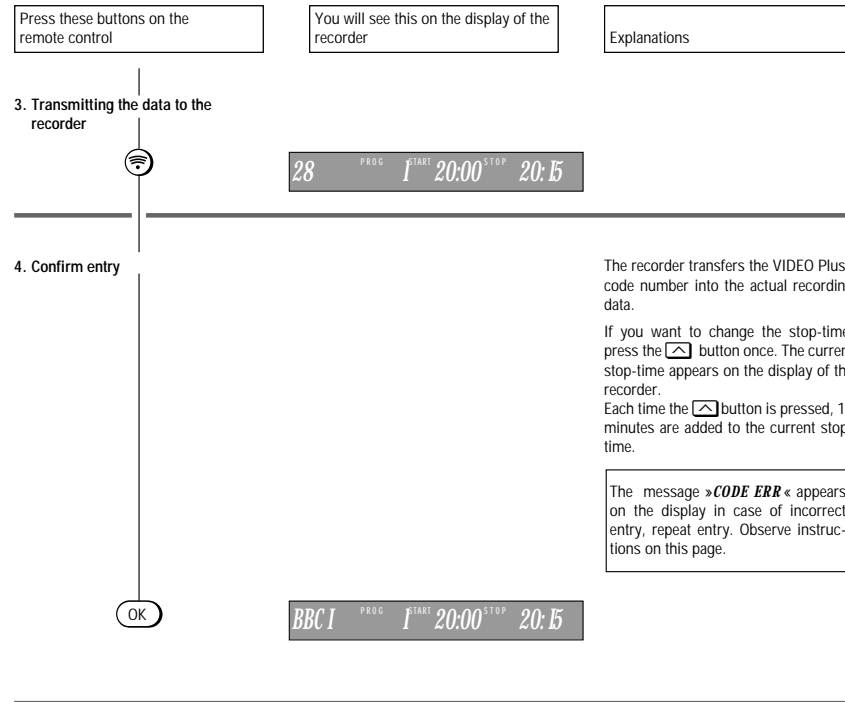 Press these buttons on the
remote control
You will see this on the display of the
recorder
Explanations
3. Transmitting the data to the
recorder
28 PROG 1 START 20:00 STOP 20:15
4. Confirm entry
The recorder transfers the VIDEO Plus
code number into the actual recordin
data.
If you want to change the stop-time
press the button once. The curren
stop-time appears on the display of th
recorder.
Each time the button is pressed, 1
minutes are added to the current stop
time.
The message »CODE ERR« appears
on the display in case of incorrect
entry, repeat entry. Observe instruc-
tions on this page.
OK
BBC 1 PROG 1 START 20:00 STOP 20:15